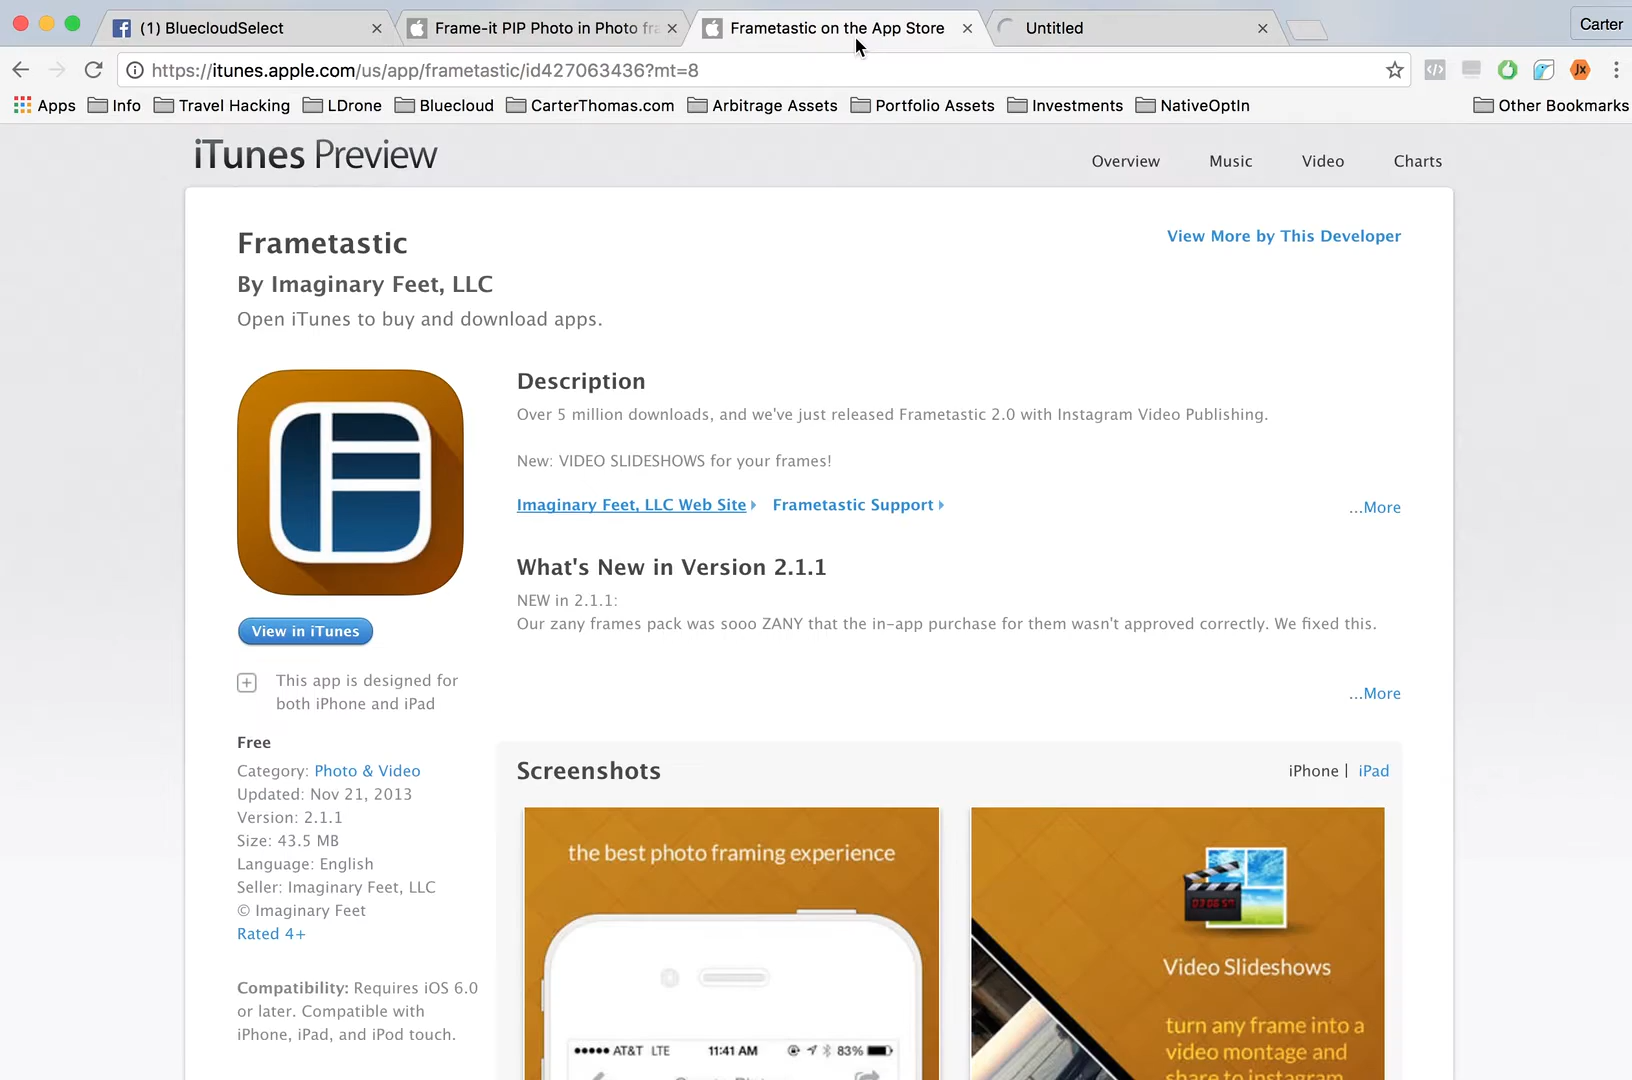 (1) BluecloudSelect
Frame-it PIP Photo in Photo fra
Frametastic on the App Store
Untitled
Carter
https://itunes.apple.com/us/app/frametastic/id427063436?mt=8
Apps Info Travel Hacking LDrone Bluecloud CarterThomas.com Arbitrage Assets Portfolio Assets Investments NativeOptIn Other Bookmarks
iTunes Preview
Overview Music Video Charts
Frametastic
View More by This Developer
By Imaginary Feet, LLC
Open iTunes to buy and download apps.
Description
Over 5 million downloads, and we've just released Frametastic 2.0 with Instagram Video Publishing.
New: VIDEO SLIDESHOWS for your frames!
Imaginary Feet, LLC Web Site Frametastic Support
...More
What's New in Version 2.1.1
NEW in 2.1.1:
Our zany frames pack was sooo ZANY that the in-app purchase for them wasn't approved correctly. We fixed this.
...More
View in iTunes
This app is designed for
both iPhone and iPad
Free
Category: Photo & Video
Updated: Nov 21, 2013
Version: 2.1.1
Size: 43.5 MB
Language: English
Seller: Imaginary Feet, LLC
© Imaginary Feet
Rated 4+
Compatibility: Requires iOS 6.0
or later. Compatible with
iPhone, iPad, and iPod touch.
Screenshots
iPhone | iPad
the best photo framing experience
AT&T LTE 11:41 AM 83%
Video Slideshows
turn any frame into a
video montage and
share to instagram